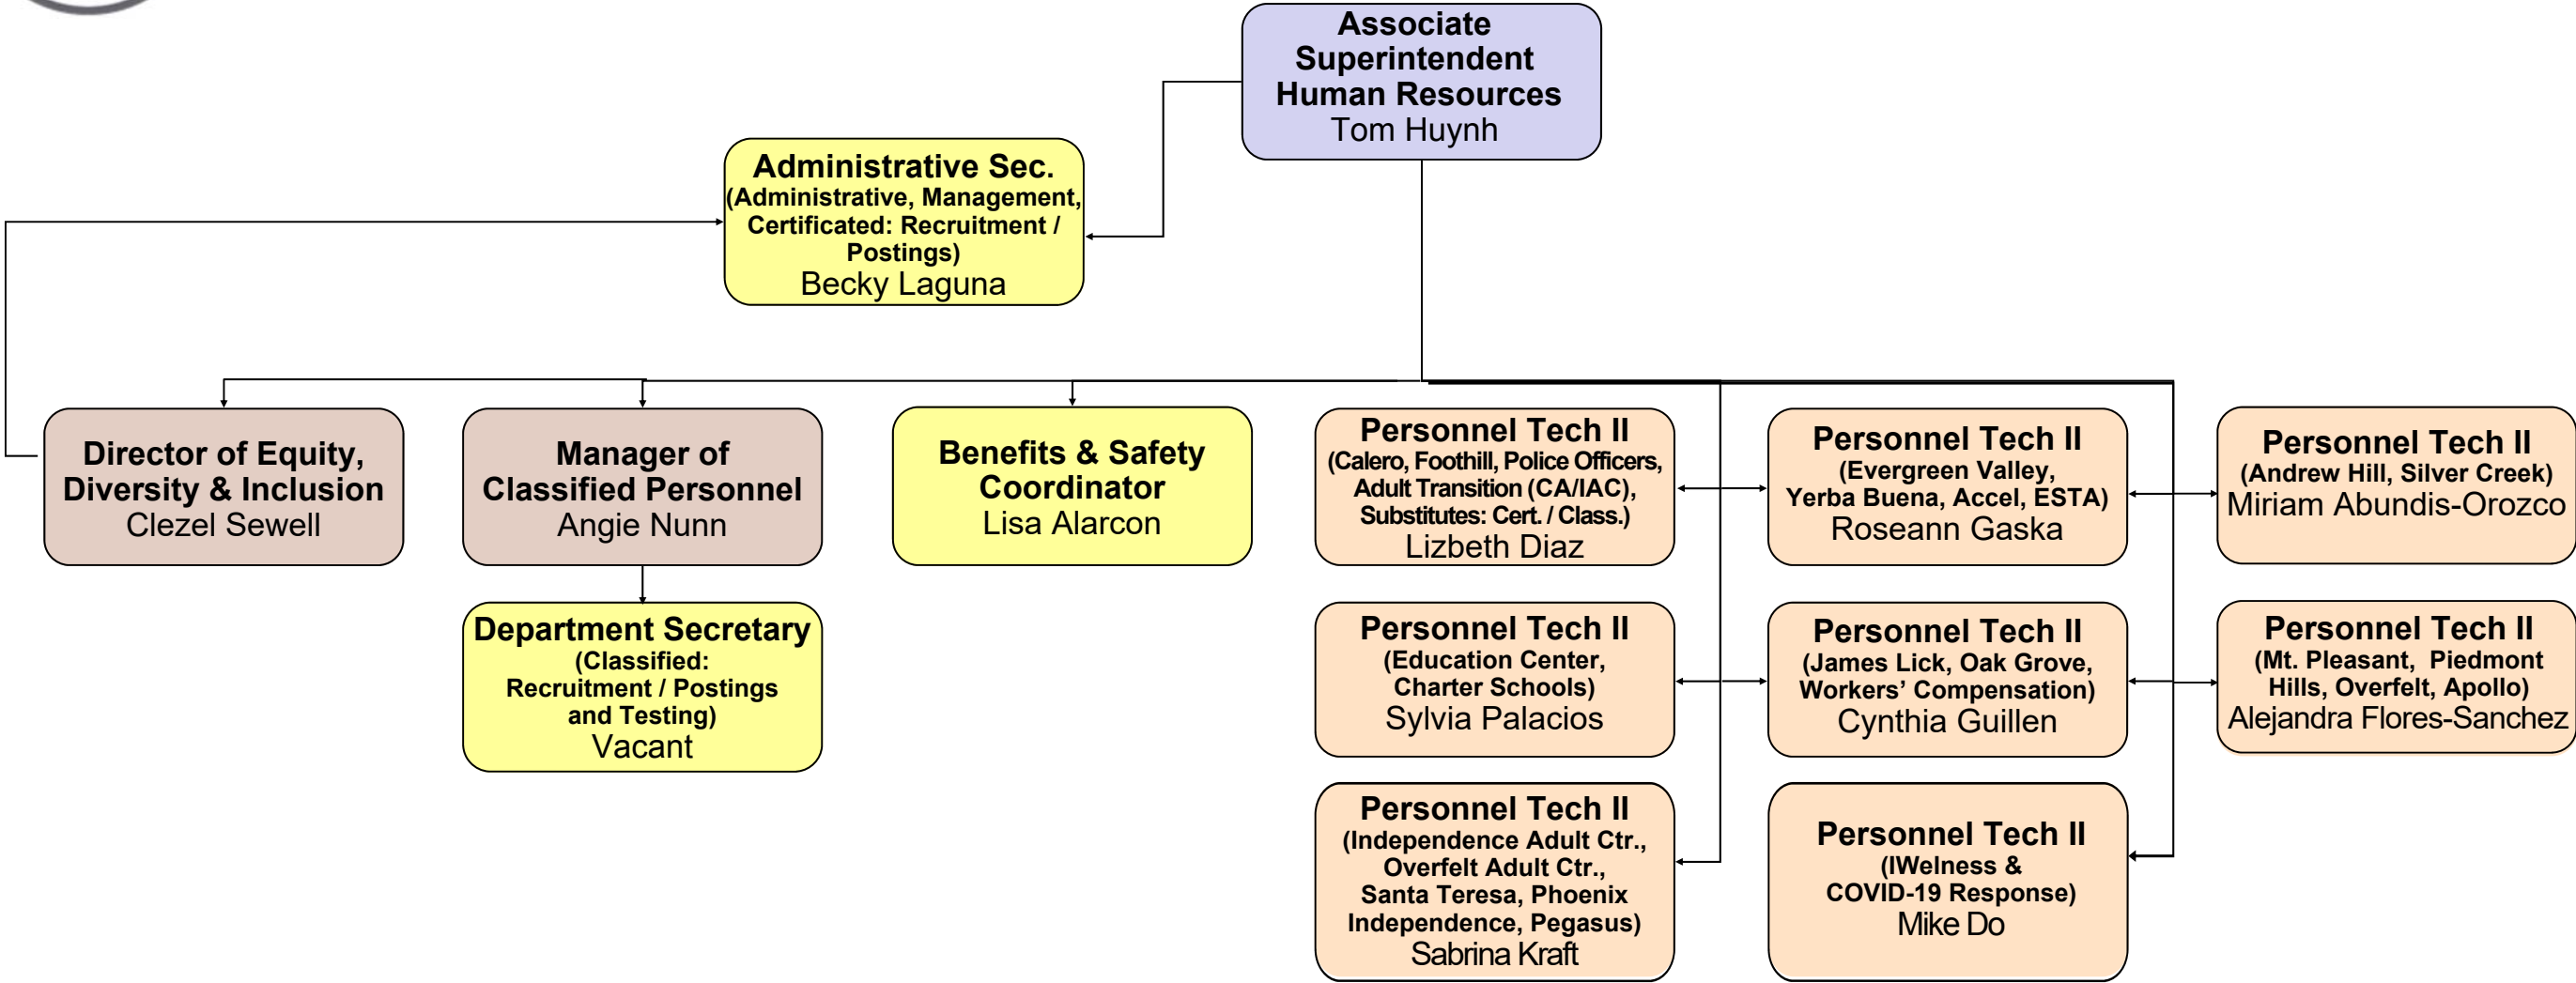 Associate
Superintendent
Human Resources
Tom Huynh
Administrative Sec.
(Administrative, Management,
Certificated: Recruitment /
Postings)
Becky Laguna
Director of Equity,
Diversity & Inclusion
Clezel Sewell
Manager of
Classified Personnel
Angie Nunn
Benefits & Safety
Coordinator
Lisa Alarcon
Personnel Tech II
(Calero, Foothill, Police Officers,
Adult Transition (CA/IAC),
Substitutes: Cert. / Class.)
Lizbeth Diaz
Personnel Tech II
(Evergreen Valley,
Yerba Buena, Accel, ESTA)
Roseann Gaska
Personnel Tech II
(Andrew Hill, Silver Creek)
Miriam Abundis-Orozco
Department Secretary
(Classified:
Recruitment / Postings
and Testing)
Vacant
Personnel Tech II
(Education Center,
Charter Schools)
Sylvia Palacios
Personnel Tech II
(James Lick, Oak Grove,
Workers’ Compensation)
Cynthia Guillen
Personnel Tech II
(Mt. Pleasant, Piedmont
Hills, Overfelt, Apollo)
Alejandra Flores-Sanchez
Personnel Tech II
(Independence Adult Ctr.,
Overfelt Adult Ctr.,
Santa Teresa, Phoenix
Independence, Pegasus)
Sabrina Kraft
Personnel Tech II
(IWelness &
COVID-19 Response)
Mike Do